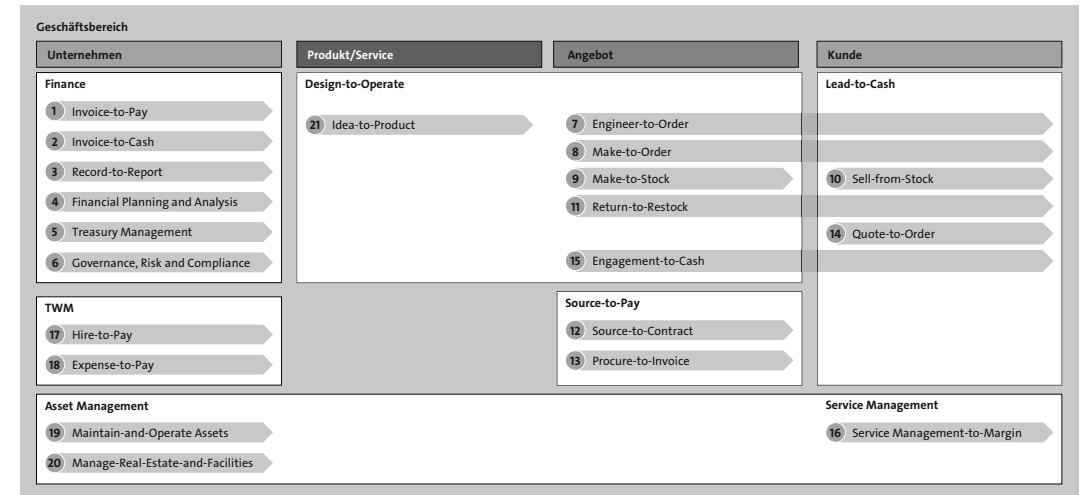 Geschäftsbereich
Unternehmen
Produkt/Service
Angebot
Kunde
Finance
1 Invoice-to-Pay
2 Invoice-to-Cash
3 Record-to-Report
4 Financial Planning and Analysis
5 Treasury Management
6 Governance, Risk and Compliance
Design-to-Operate
21 Idea-to-Product
7 Engineer-to-Order
8 Make-to-Order
9 Make-to-Stock
11 Return-to-Restock
15 Engagement-to-Cash
Lead-to-Cash
10 Sell-from-Stock
14 Quote-to-Order
TWM
17 Hire-to-Pay
18 Expense-to-Pay
Source-to-Pay
12 Source-to-Contract
13 Procure-to-Invoice
Asset Management
19 Maintain-and-Operate Assets
20 Manage-Real-Estate-and-Facilities
Service Management
16 Service Management-to-Margin